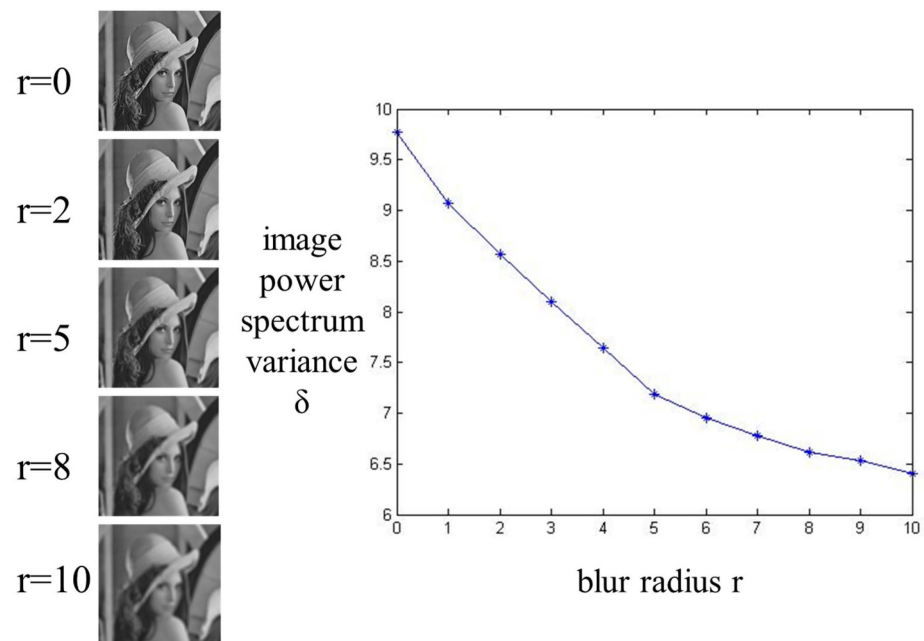 r=0
r=2
r=5
r=8
r=10
image
power
spectrum
variance
δ
10
9.5
9
8.5
8
7.5
7
6.5
6
0 1 2 3 4 5 6 7 8 9 10
blur radius r